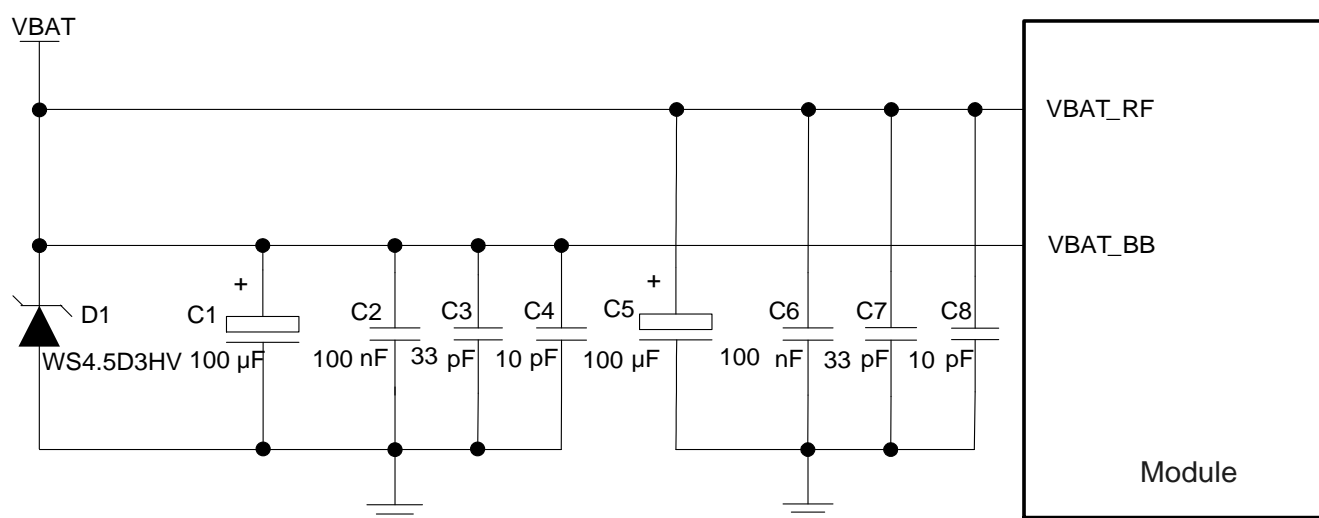 VBAT
VBAT_RF
VBAT_BB
+
+
D1
C1
C2
C3
C4
C5
C6
C7
C8
WS4.5D3HV
100 µF
100 nF
33 pF
10 pF
100 µF
100 nF
33 pF
10 pF
Module